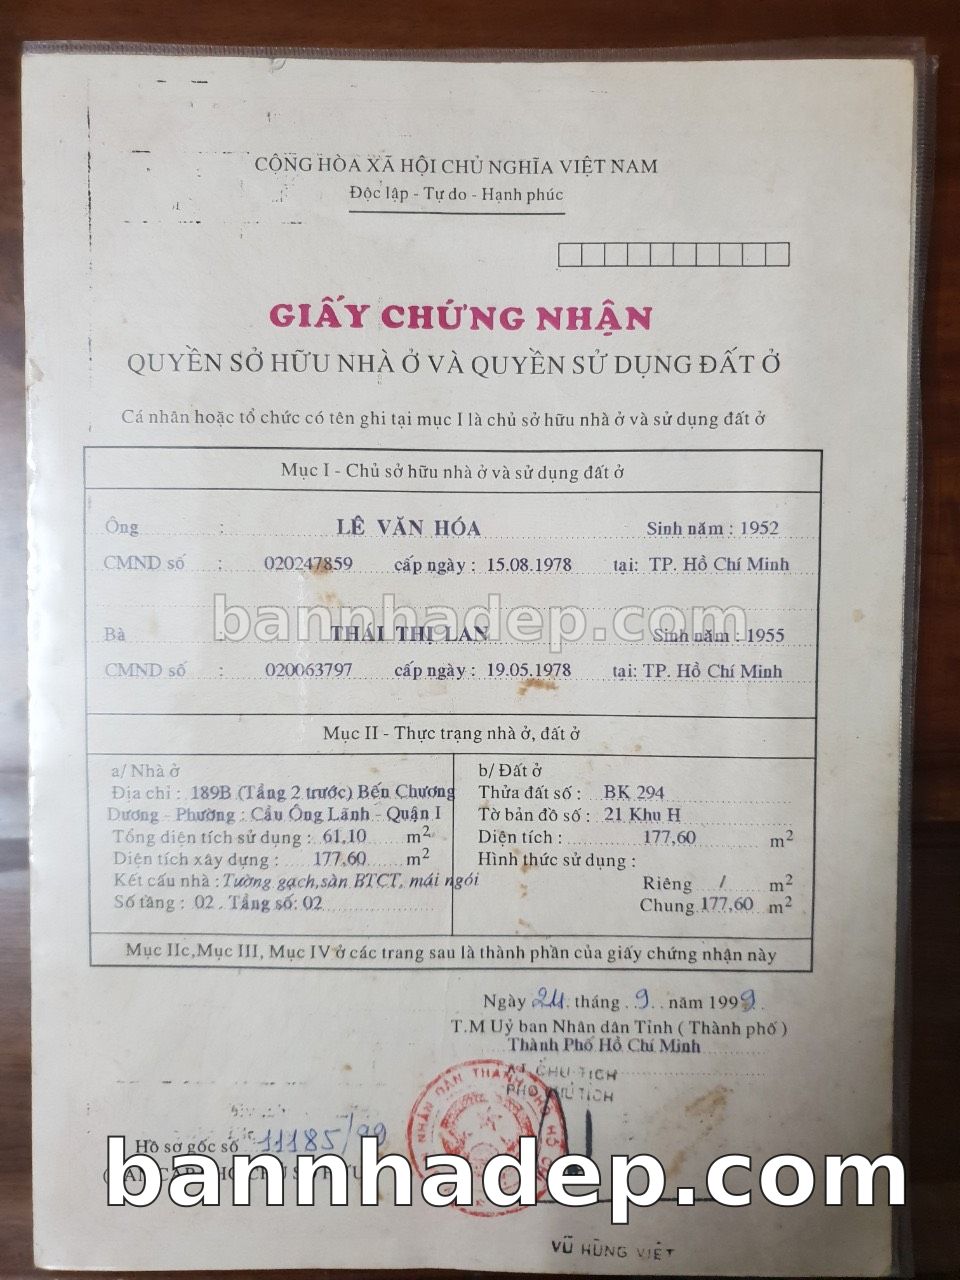 CỘNG HÒA XÃ HỘI CHỦ NGHĨA VIỆT NAM
Độc lập - Tự do - Hạnh phúc
GIẤY CHỨNG NHẬN
QUYỀN SỞ HỮU NHÀ Ở VÀ QUYỀN SỬ DỤNG ĐẤT Ở
Cá nhân hoặc tổ chức có tên ghi tại mục I là chủ sở hữu nhà ở và sử dụng đất ở
Mục I - Chủ sở hữu nhà ở và sử dụng đất ở
Ông : LÊ VĂN HÓA Sinh năm : 1952
CMND số : 020247859 cấp ngày : 15.08.1978 tại: TP. Hồ Chí Minh
bannhadep.com
Bà : THÁI THỊ LAN Sinh năm : 1955
CMND số : 020063797 cấp ngày : 19.05.1978 tại: TP. Hồ Chí Minh
Mục II - Thực trạng nhà ở, đất ở
a/ Nhà ở
Địa chỉ : 189B (Tầng 2 trước) Bến Chương
Dương - Phường : Cầu Ông Lãnh - Quận I
Tổng diện tích sử dụng : 61,10 m2
Diện tích xây dựng : 177,60 m2
Kết cấu nhà : Tường gạch,sàn BTCT, mái ngói
Số tầng : 02 . Tầng số: 02
b/ Đất ở
Thửa đất số : BK 294
Tờ bản đồ số : 21 Khu H
Diện tích : 177,60 m2
Hình thức sử dụng :
Riêng / m2
Chung 177,60 m2
Mục IIc,Mục III, Mục IV ở các trang sau là thành phần của giấy chứng nhận này
Ngày 24 tháng 9 năm 1999
T.M Uỷ ban Nhân dân Tỉnh ( Thành phố )
Thành Phố Hồ Chí Minh
KT CHỦ TỊCH
PHÓ CHỦ TỊCH
Hồ sơ gốc số 11185/99
bannhadep.com
VŨ HÙNG VIỆT